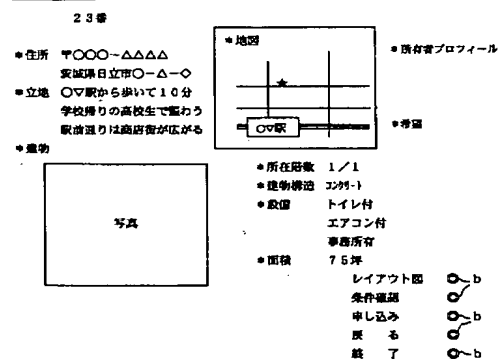 23番
*住所 〒○○○-△△△△
茨城県日立市○-△-◇
*立地 ○▽駅から歩いて10分
学校帰りの高校生で賑わう
駅前通りは商店街が広がる
*建物
写真
*地図
★
○▽駅
*所有者プロフィール
*希望
*所在階数 1/1
*建物構造 コンクリート
*設備 トイレ付
エアコン付
事務所有
*面積 75坪
レイアウト図 b
条件確認
申し込み b
戻る
終了 b